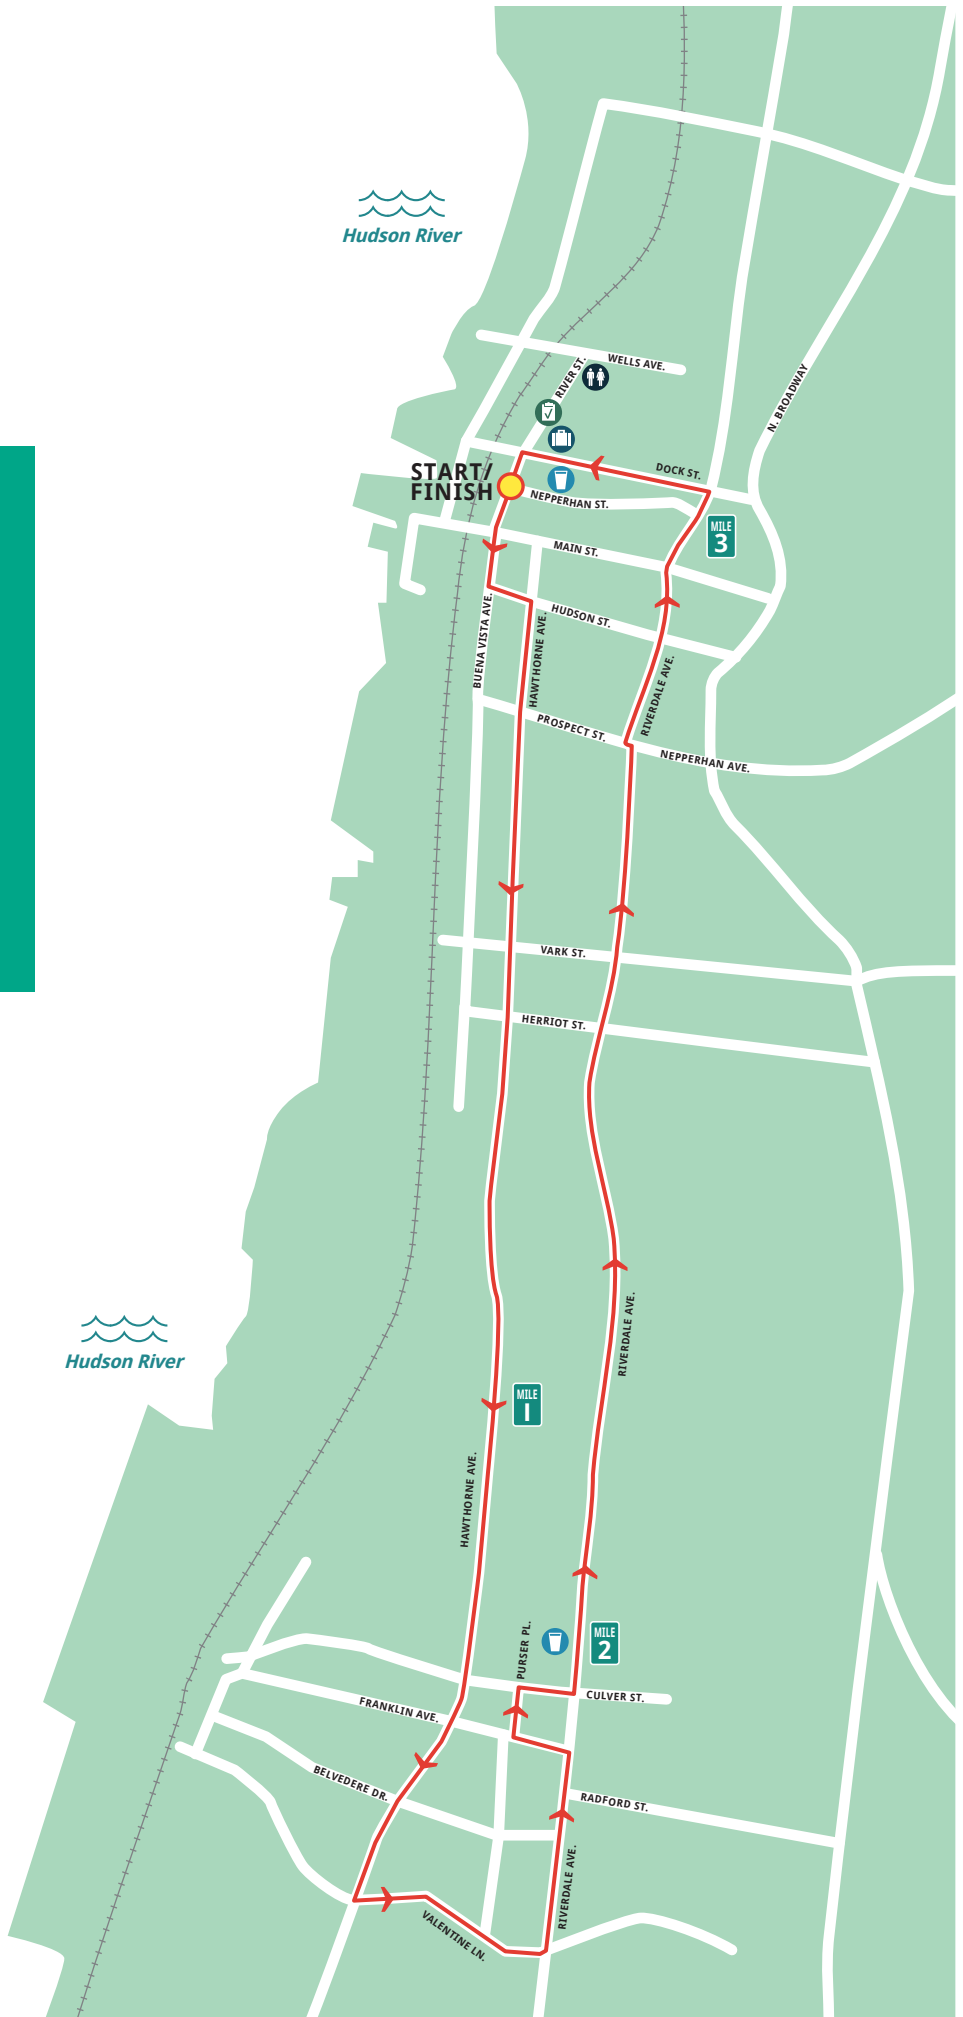 Hudson River
WELLS AVE.
RIVER ST.
N. BROADWAY
START/
FINISH
DOCK ST.
NEPPERHAN ST.
MILE
3
MAIN ST.
BUENA VISTA AVE.
HAWTHORNE AVE.
HUDSON ST.
RIVERDALE AVE.
PROSPECT ST.
NEPPERHAN AVE.
VARK ST.
HERRIOT ST.
Hudson River
RIVERDALE AVE.
MILE
1
HAWTHORNE AVE.
PURSER PL.
MILE
2
CULVER ST.
FRANKLIN AVE.
BELVEDERE DR.
RADFORD ST.
RIVERDALE AVE.
VALENTINE LN.